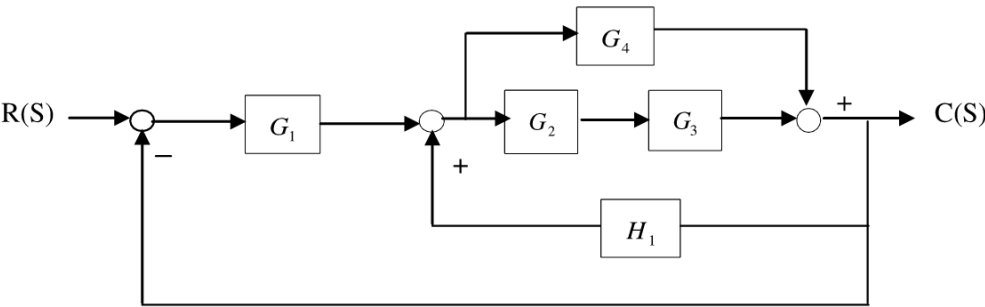 G₄
R(S) G₁ G₂ G₃ + C(S)
−
+
H₁